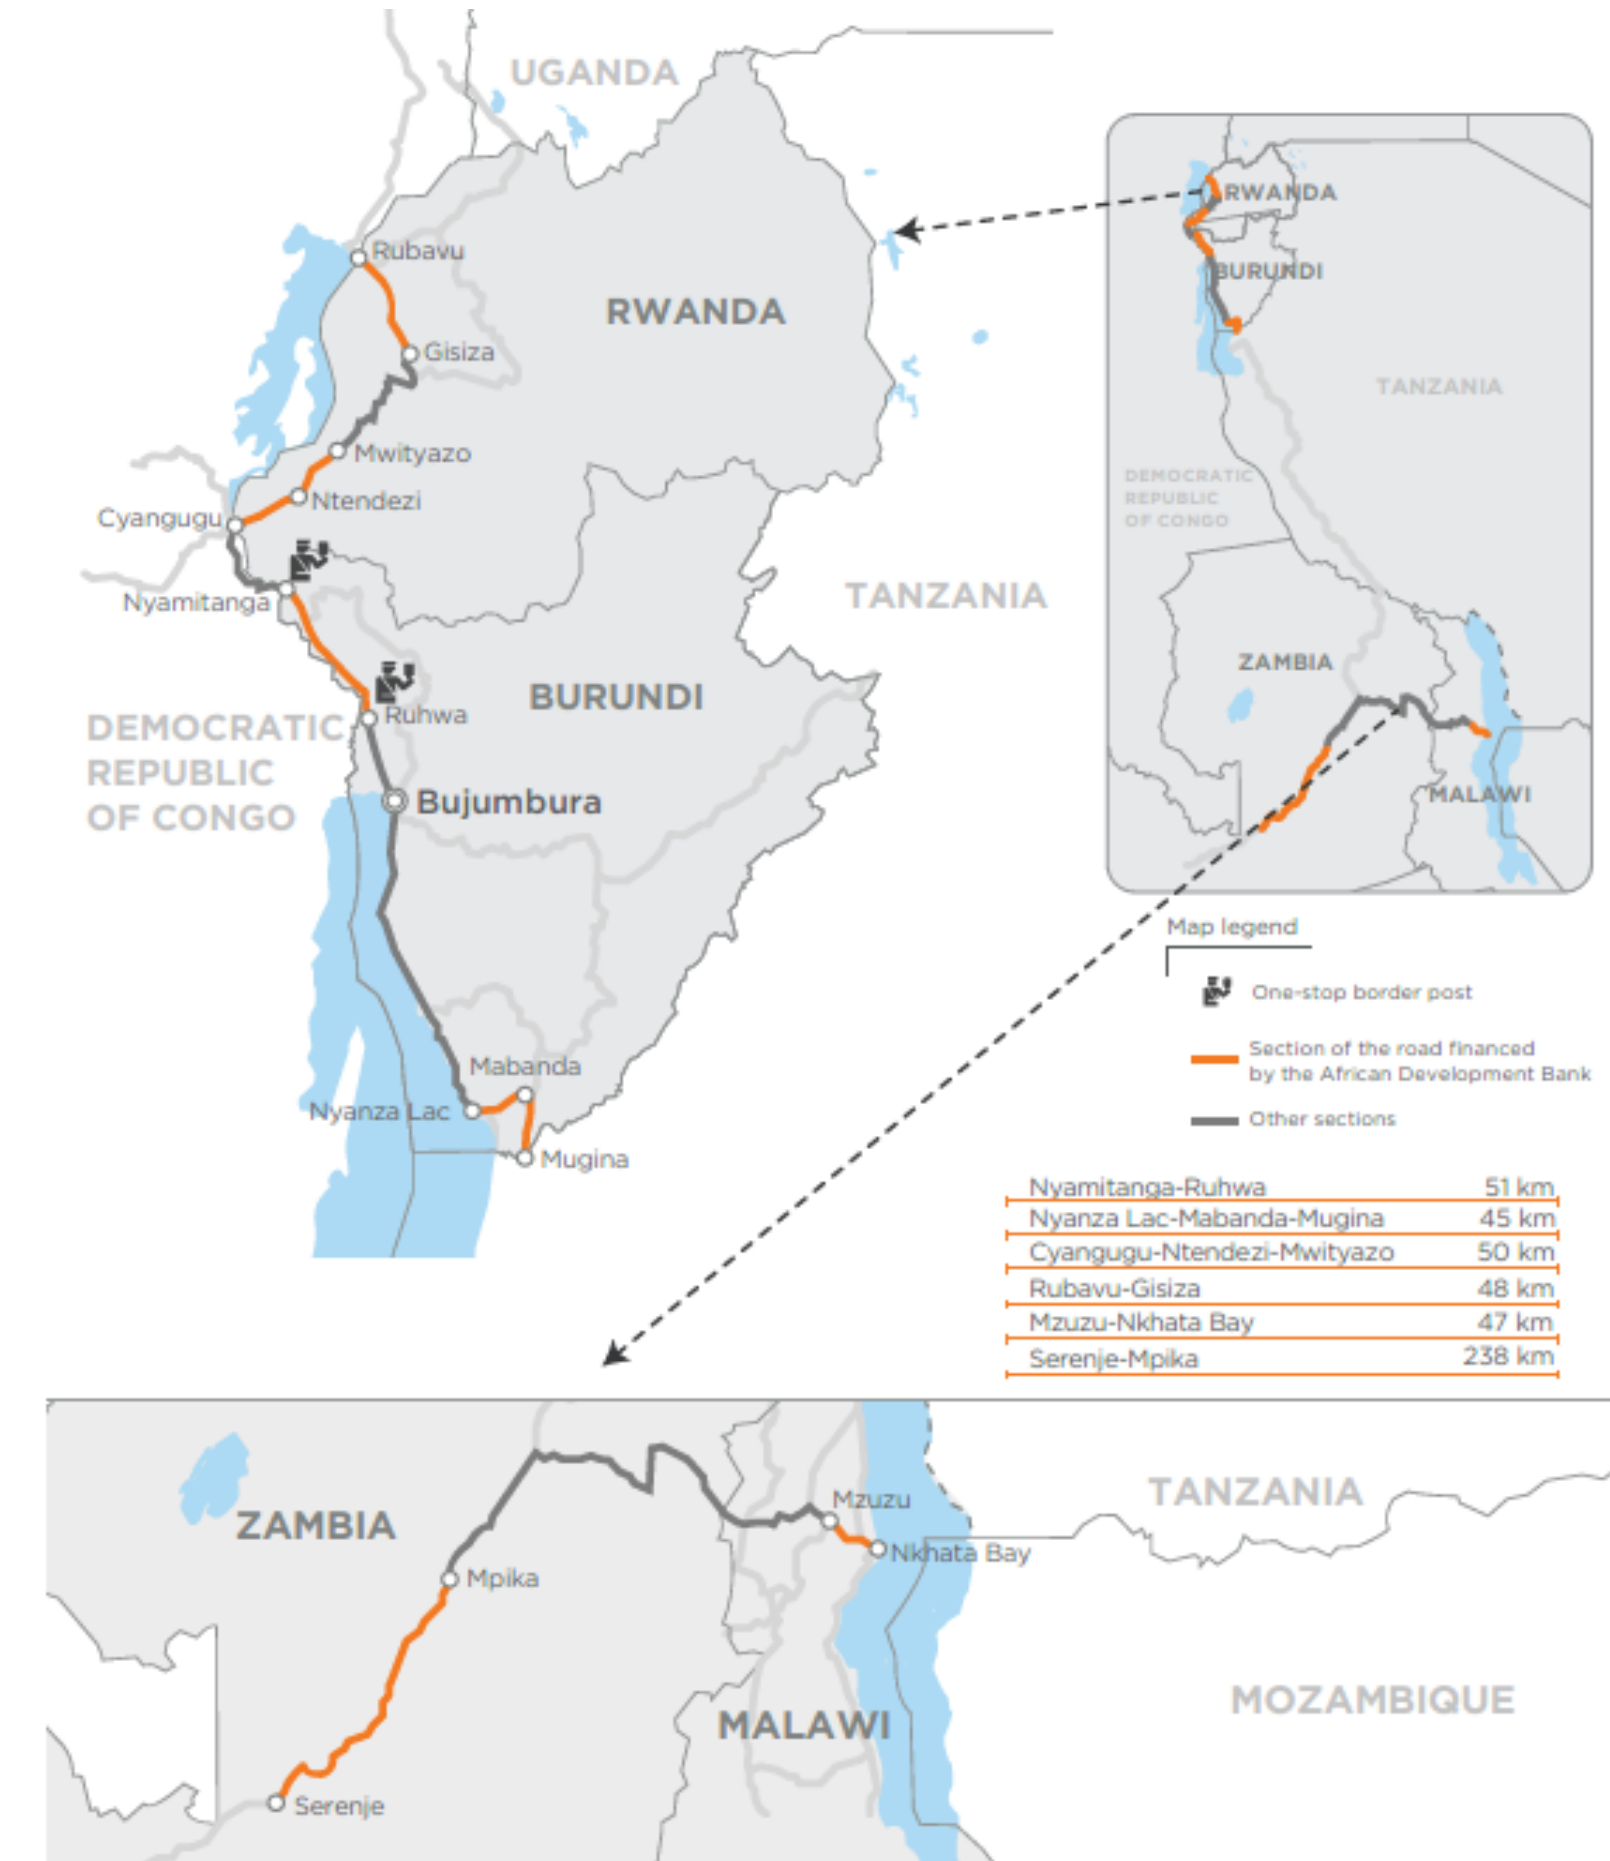 UGANDA
Rubavu
RWANDA
Gisiza
Mwityazo
Ntendezi
Cyangugu
Nyamitanga
TANZANIA
BURUNDI
Ruhwa
DEMOCRATIC
REPUBLIC
OF CONGO
Bujumbura
Mabanda
Nyanza Lac
Mugina
RWANDA
BURUNDI
TANZANIA
DEMOCRATIC
REPUBLIC
OF CONGO
ZAMBIA
MALAWI
Map legend
One-stop border post
Section of the road financed
by the African Development Bank
Other sections
Nyamitanga-Ruhwa 51 km
Nyanza Lac-Mabanda-Mugina 45 km
Cyangugu-Ntendezi-Mwityazo 50 km
Rubavu-Gisiza 48 km
Mzuzu-Nkhata Bay 47 km
Serenje-Mpika 238 km
ZAMBIA
Mzuzu
TANZANIA
Nkhata Bay
Mpika
MOZAMBIQUE
MALAWI
Serenje